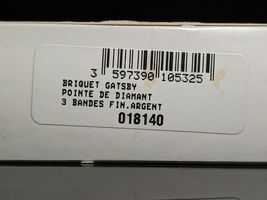 3 597390 105325
BRIQUET GATSBY
POINTE DE DIAMANT
3 BANDES FIN.ARGENT
018140